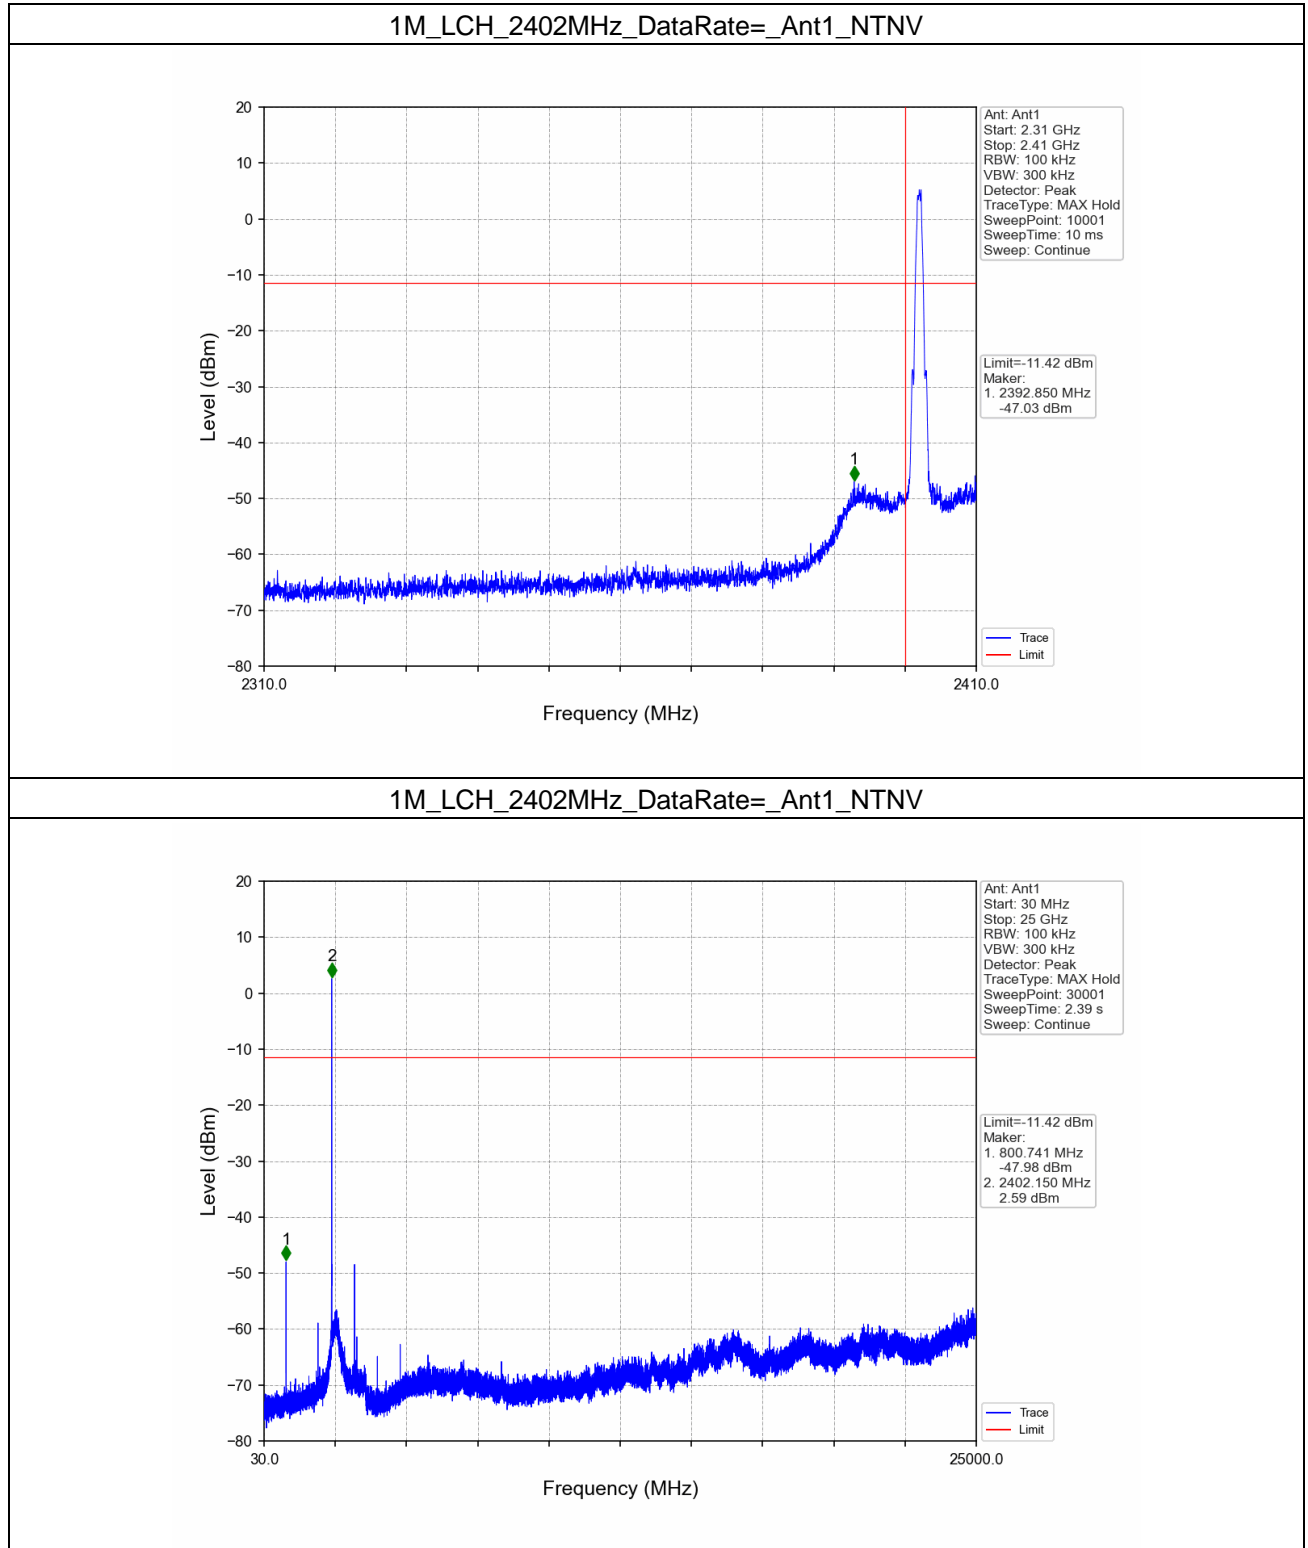 1M_LCH_2402MHz_DataRate=_Ant1_NTNV
20
10
0
−10
−20
−30
−40
−50
−60
−70
−80
Level (dBm)
1
2310.0
2410.0
Frequency (MHz)
Ant: Ant1
Start: 2.31 GHz
Stop: 2.41 GHz
RBW: 100 kHz
VBW: 300 kHz
Detector: Peak
TraceType: MAX Hold
SweepPoint: 10001
SweepTime: 10 ms
Sweep: Continue
Limit=-11.42 dBm
Maker:
1. 2392.850 MHz
-47.03 dBm
Trace
Limit
1M_LCH_2402MHz_DataRate=_Ant1_NTNV
20
10
0
−10
−20
−30
−40
−50
−60
−70
−80
Level (dBm)
2
1
30.0
25000.0
Frequency (MHz)
Ant: Ant1
Start: 30 MHz
Stop: 25 GHz
RBW: 100 kHz
VBW: 300 kHz
Detector: Peak
TraceType: MAX Hold
SweepPoint: 30001
SweepTime: 2.39 s
Sweep: Continue
Limit=-11.42 dBm
Maker:
1. 800.741 MHz
-47.98 dBm
2. 2402.150 MHz
2.59 dBm
Trace
Limit